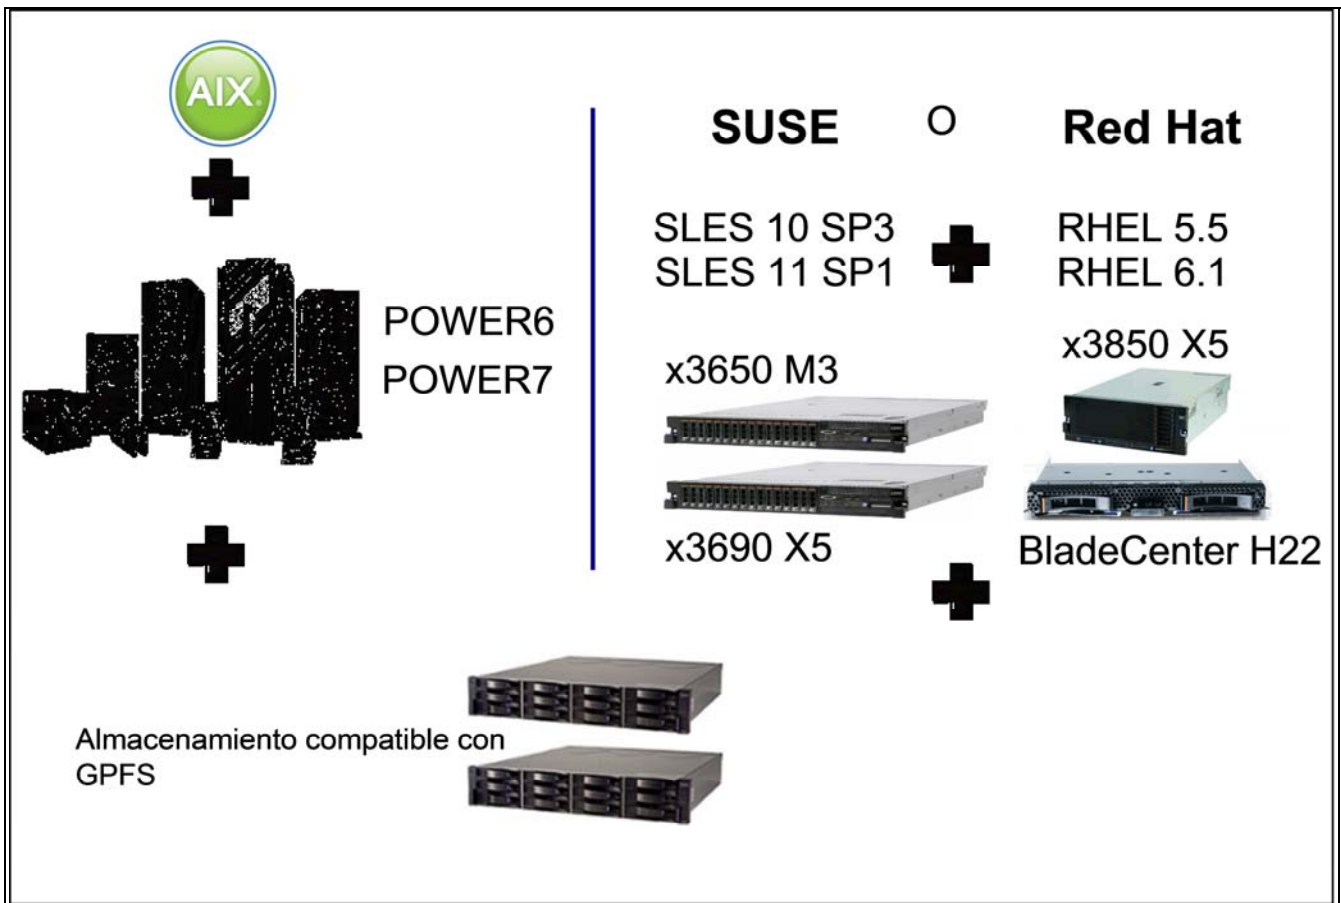 AIX
POWER6
POWER7
SUSE O Red Hat
SLES 10 SP3
SLES 11 SP1
RHEL 5.5
RHEL 6.1
x3650 M3
x3850 X5
x3690 X5
BladeCenter H22
Almacenamiento compatible con
GPFS